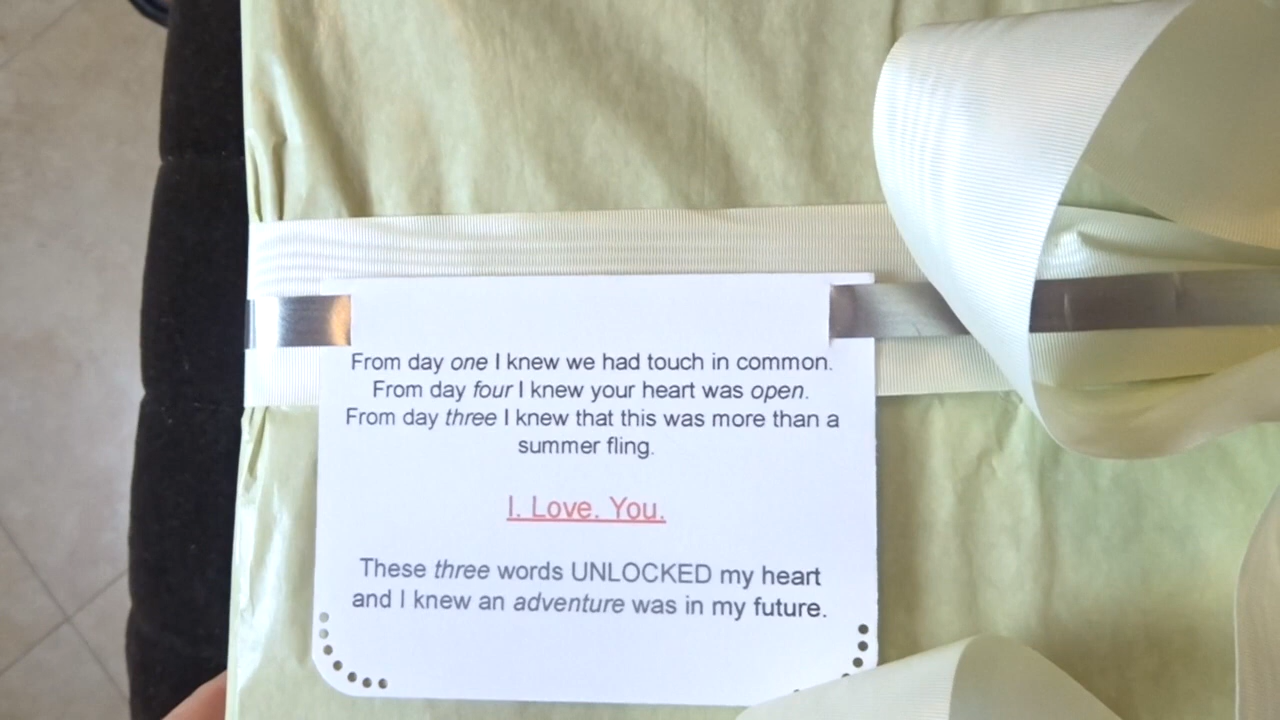 From day one I knew we had touch in common.
From day four I knew your heart was open.
From day three I knew that this was more than a
summer fling.
I. Love. You.
These three words UNLOCKED my heart
and I knew an adventure was in my future.